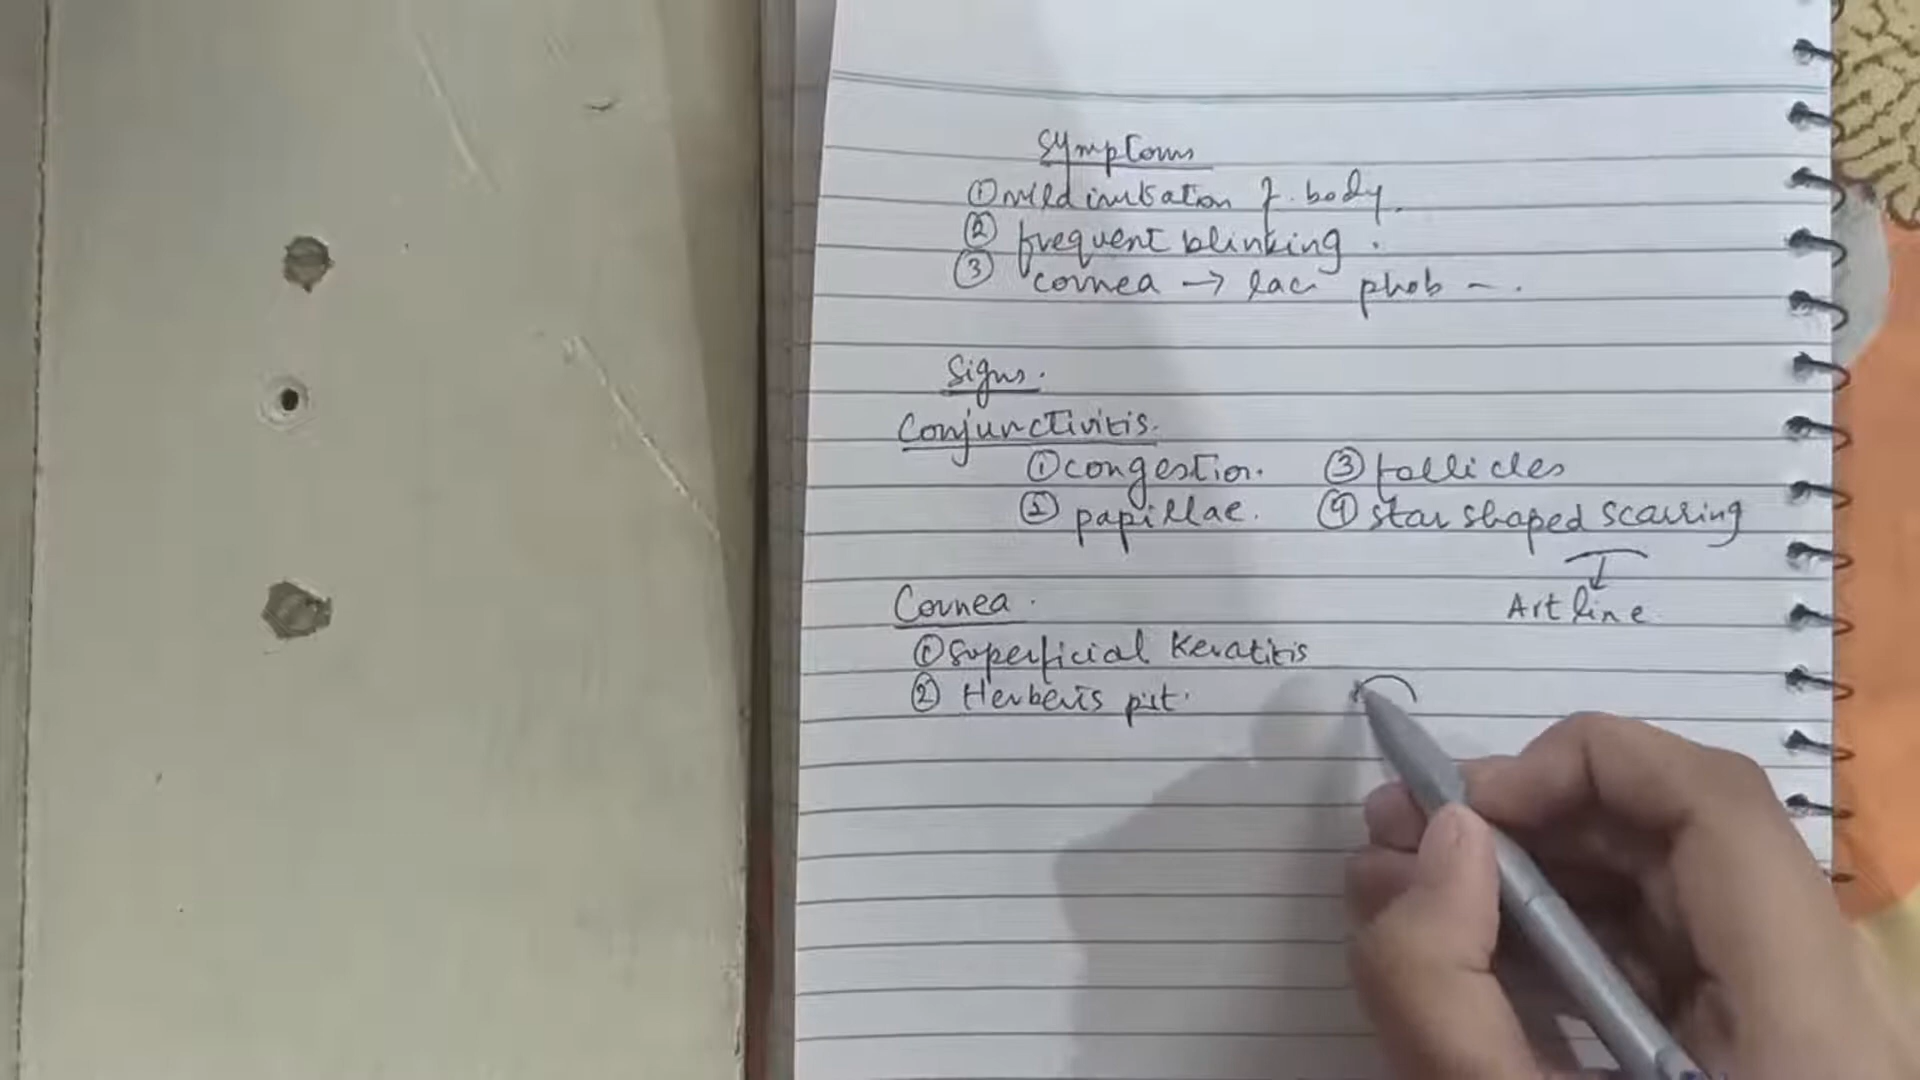 Symptoms
① mild irritation f. body.
② frequent blinking.
③ cornea → lac phob - .
Signs.
Conjunctivitis.
① congestion. ③ follicles
② papillae. ④ star shaped scarring
↓
Art line
Cornea.
① Superficial Keratitis
② Herberts pit.